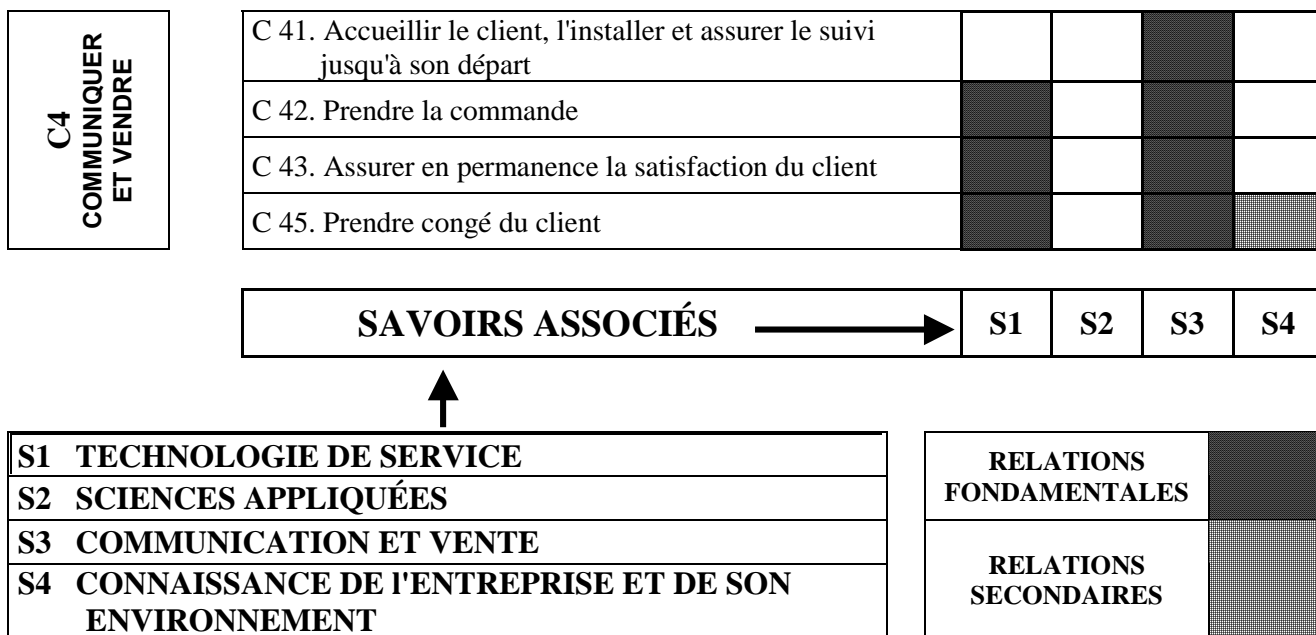 C4
COMMUNIQUER
ET VENDRE
C 41. Accueillir le client, l'installer et assurer le suivi
jusqu'à son départ
C 42. Prendre la commande
C 43. Assurer en permanence la satisfaction du client
C 45. Prendre congé du client
SAVOIRS ASSOCIÉS S1 S2 S3 S4
S1 TECHNOLOGIE DE SERVICE
S2 SCIENCES APPLIQUÉES
S3 COMMUNICATION ET VENTE
S4 CONNAISSANCE DE l'ENTREPRISE ET DE SON
ENVIRONNEMENT
RELATIONS
FONDAMENTALES
RELATIONS
SECONDAIRES